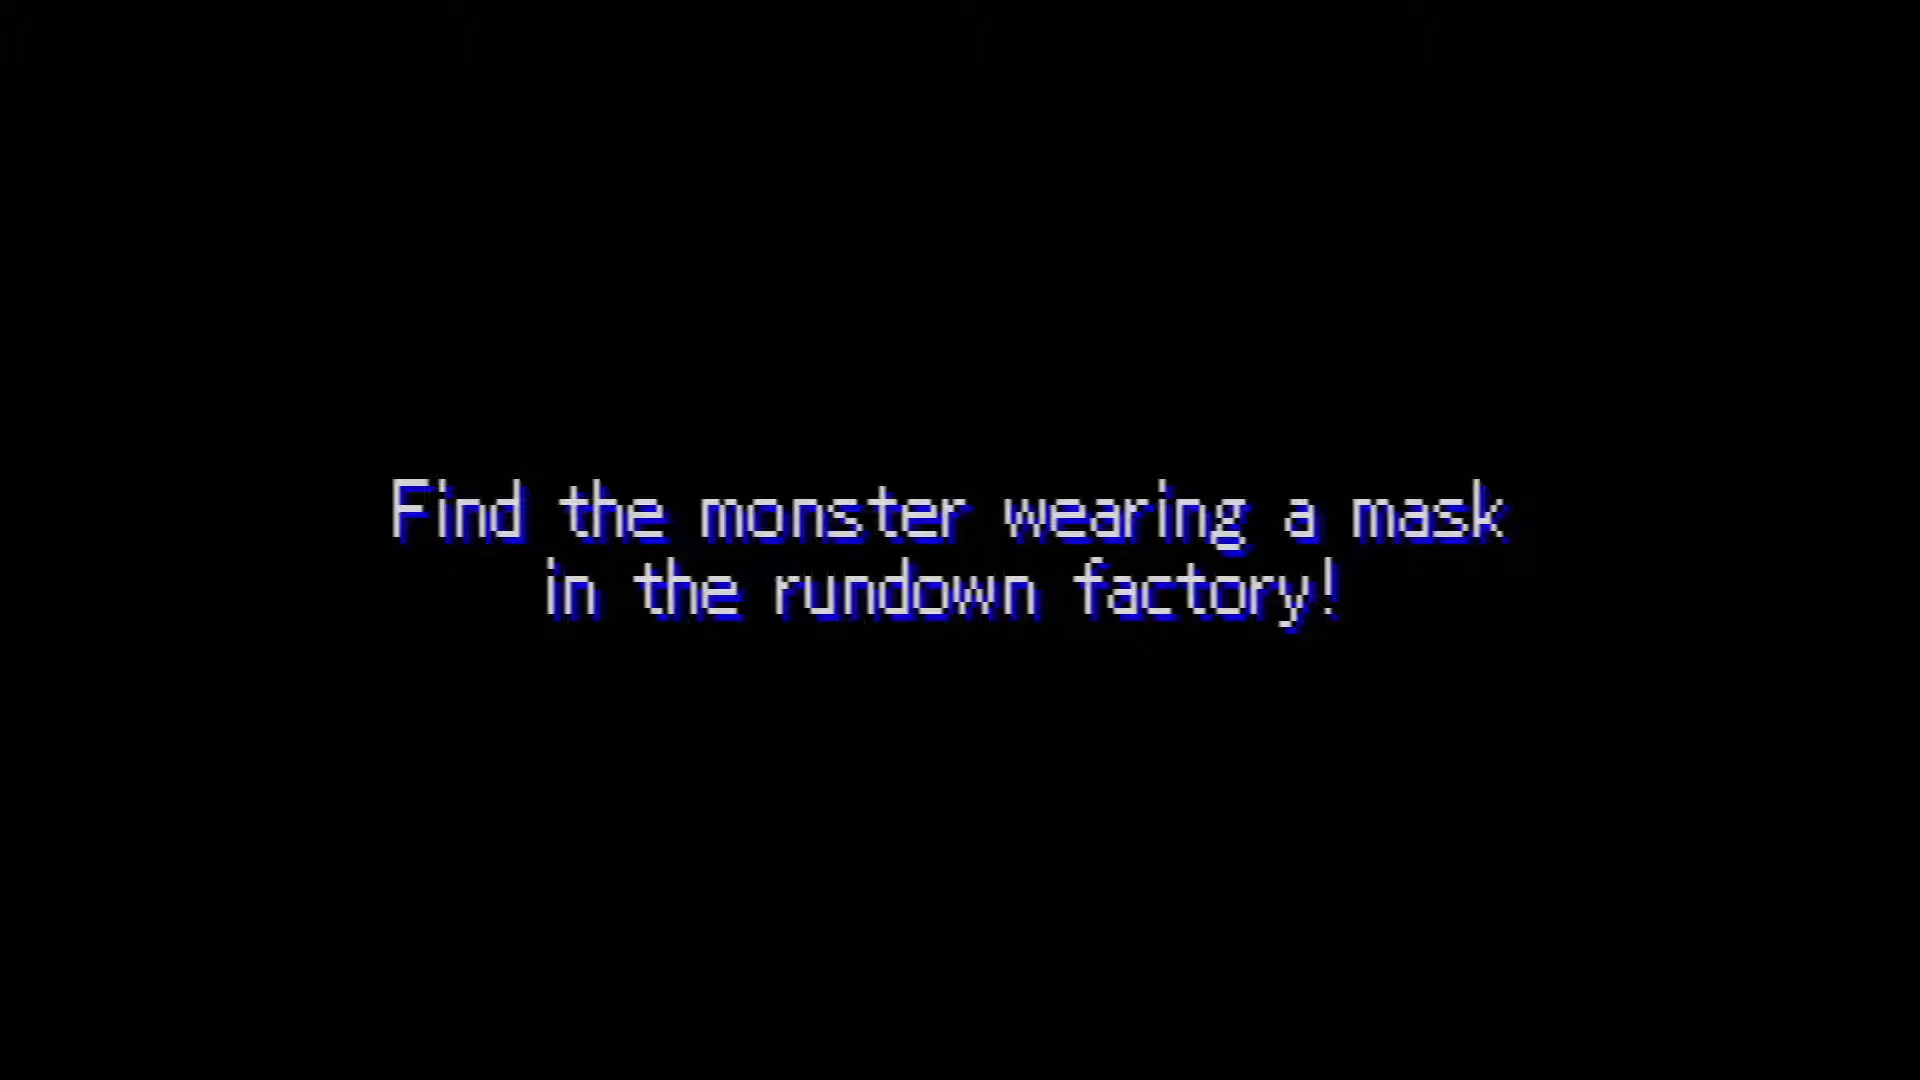 Find the monster wearing a mask
in the rundown factory!